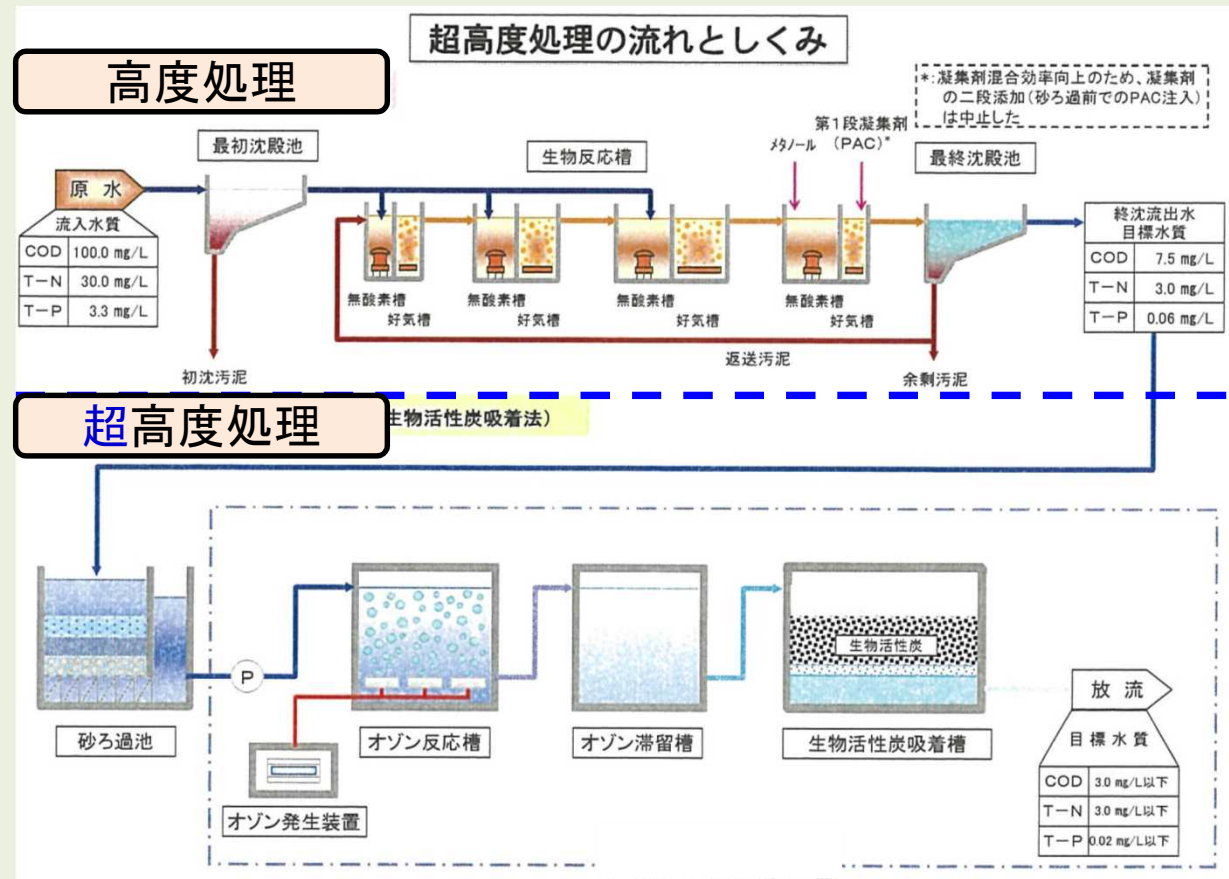 超高度処理の流れとしくみ
高度処理
*:凝集剤混合効率向上のため、凝集剤
の二段添加(砂ろ過前でのPAC注入)
は中止した
最初沈殿池
生物反応槽
メタノール
第1段凝集剤
(PAC)*
最終沈殿池
原 水
流入水質
COD 100.0 mg/L
T-N 30.0 mg/L
T-P 3.3 mg/L
終沈流出水
目標水質
COD 7.5 mg/L
T-N 3.0 mg/L
T-P 0.06 mg/L
無酸素槽
好気槽
無酸素槽
好気槽
無酸素槽
好気槽
無酸素槽
好気槽
返送汚泥
初沈汚泥
余剰汚泥
超高度処理
生物活性炭吸着法)
P
生物活性炭
砂ろ過池
オゾン反応槽
オゾン滞留槽
生物活性炭吸着槽
オゾン発生装置
放 流
目標水質
COD 3.0 mg/L以下
T-N 3.0 mg/L以下
T-P 0.02 mg/L以下